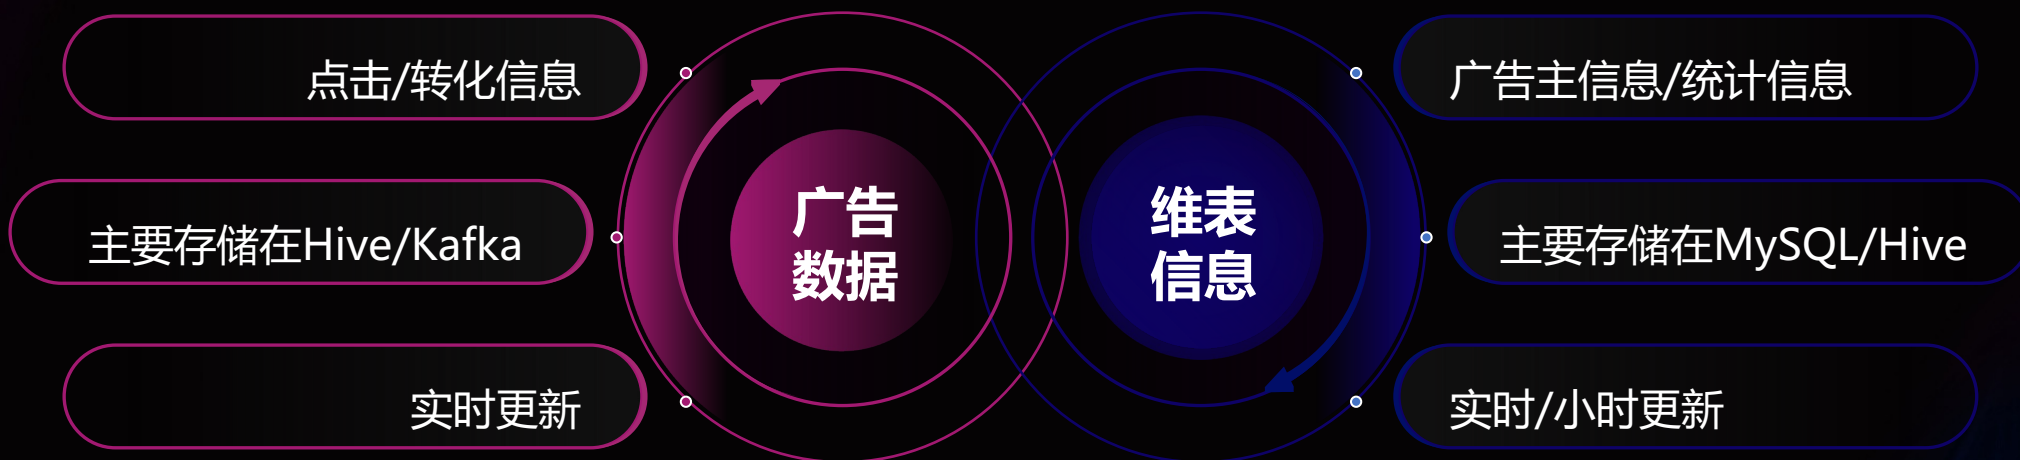 点击/转化信息
主要存储在Hive/Kafka
实时更新
广告
数据
维表
信息
广告主信息/统计信息
主要存储在MySQL/Hive
实时/小时更新